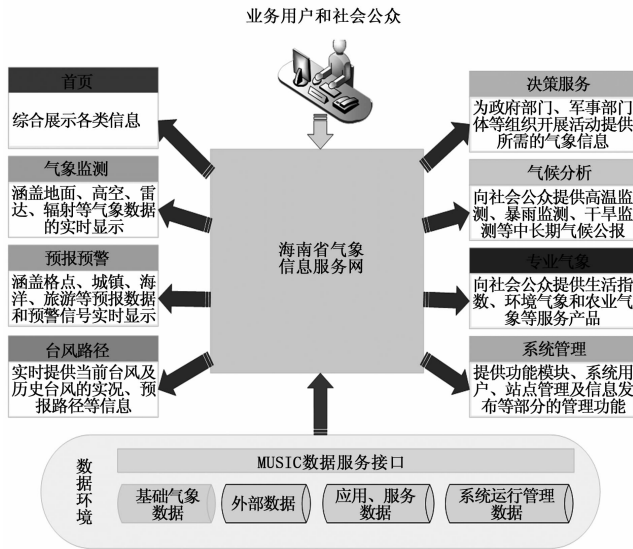 业务用户和社会公众
首页
综合展示各类信息
气象监测
涵盖地面、高空、雷
达、辐射等气象数据
的实时显示
预报预警
涵盖格点、城镇、海
洋、旅游等预报数据
和预警信号实时显示
台风路径
实时提供当前台风及
历史台风的实况、预
报路径等信息
海南省气象
信息服务网
决策服务
为政府部门、军事部门
体等组织开展活动提供
所需的气象信息
气候分析
向社会公众提供高温监
测、暴雨监测、干旱监
测等中长期气候公报
专业气象
向社会公众提供生活指
数、环境气象和农业气
象等服务产品
系统管理
提供功能模块、系统用
户、站点管理及信息发
布等部分的管理功能
数据环境
MUSIC数据服务接口
基础气象
数据
外部数据
应用、服务
数据
系统运行管理
数据